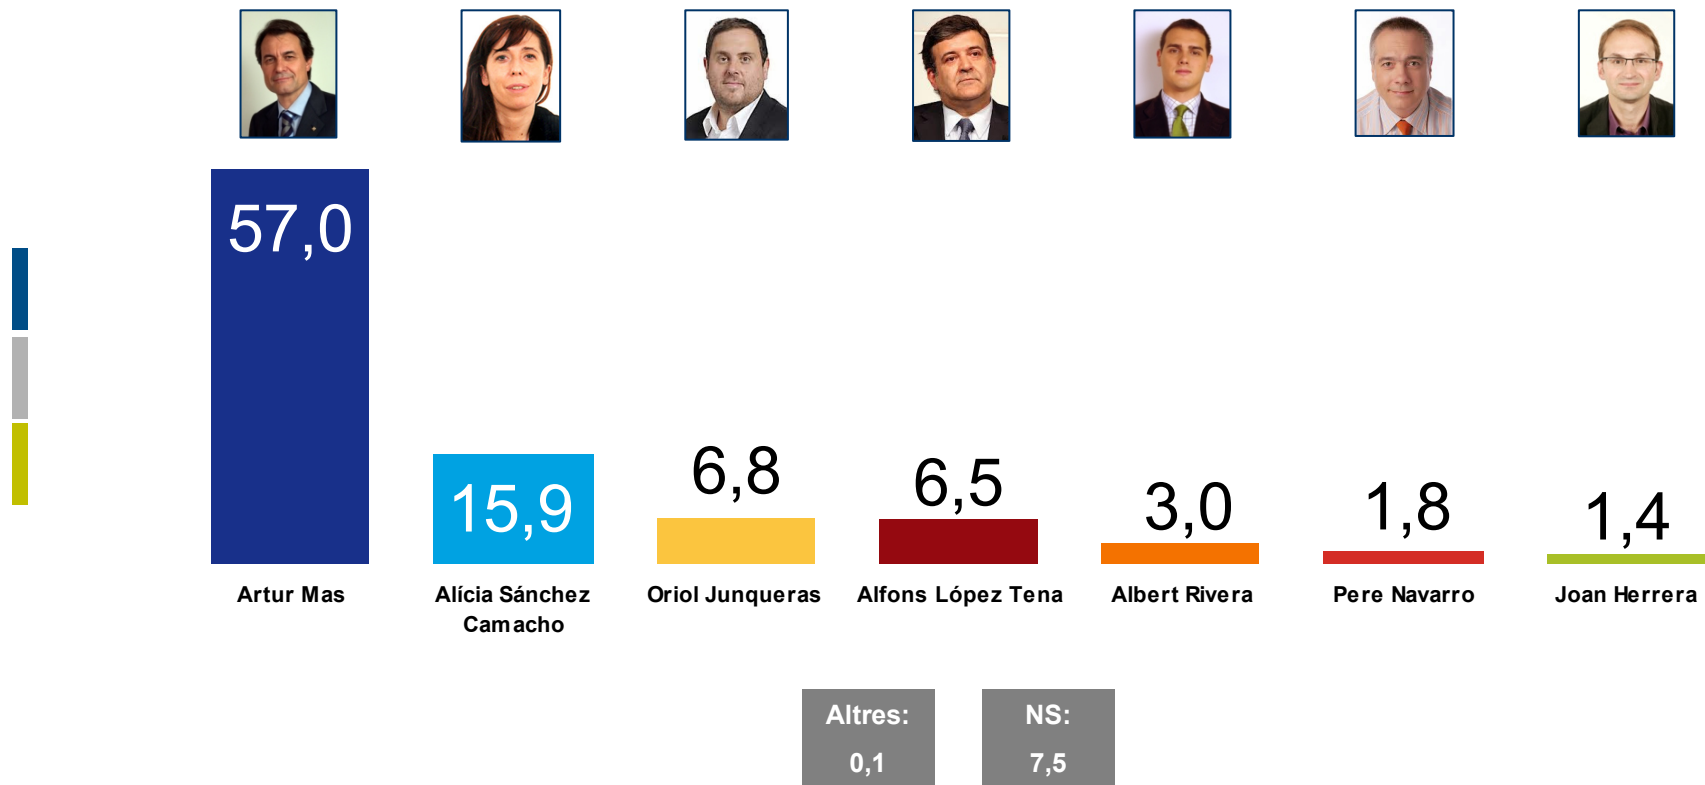 57,0
15,9
6,8
6,5
3,0
1,8
1,4
Artur Mas
Alícia Sánchez
Camacho
Oriol Junqueras
Alfons López Tena
Albert Rivera
Pere Navarro
Joan Herrera
Altres:
0,1
NS:
7,5